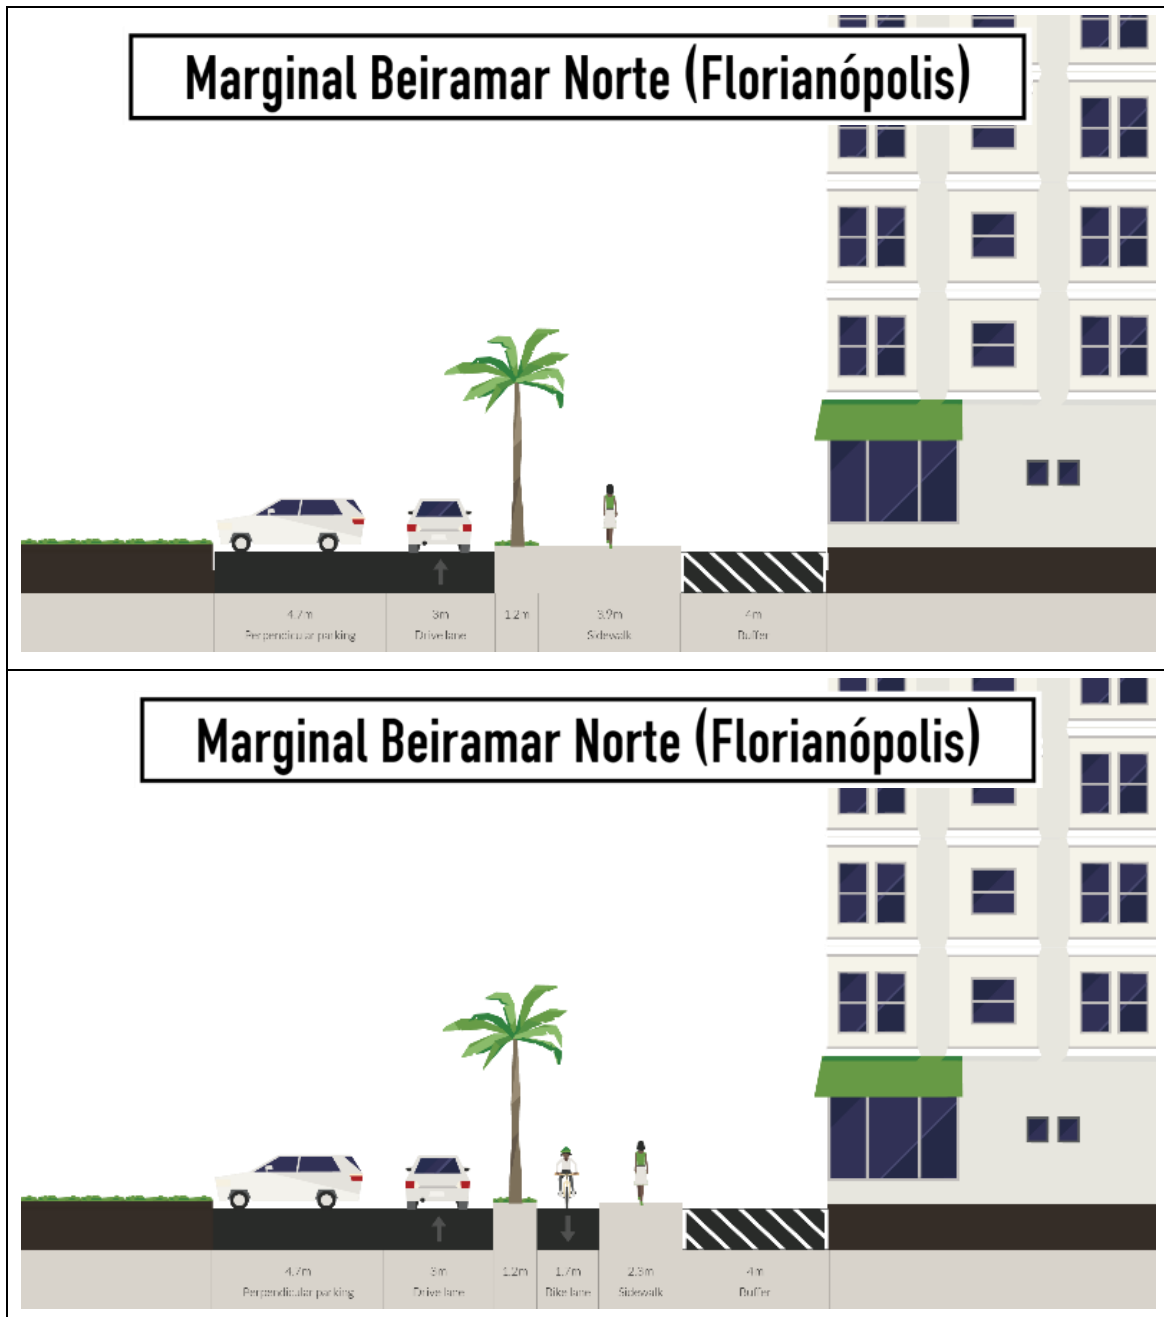 Marginal Beiramar Norte (Florianópolis)
4.7m 3m 1.2m 3.9m 4m
Perpendicular parking Drive lane Sidewalk Buffer
Marginal Beiramar Norte (Florianópolis)
4.7m 3m 1.2m 1.7m 2.3m 4m
Perpendicular parking Drive lane Bike lane Sidewalk Buffer